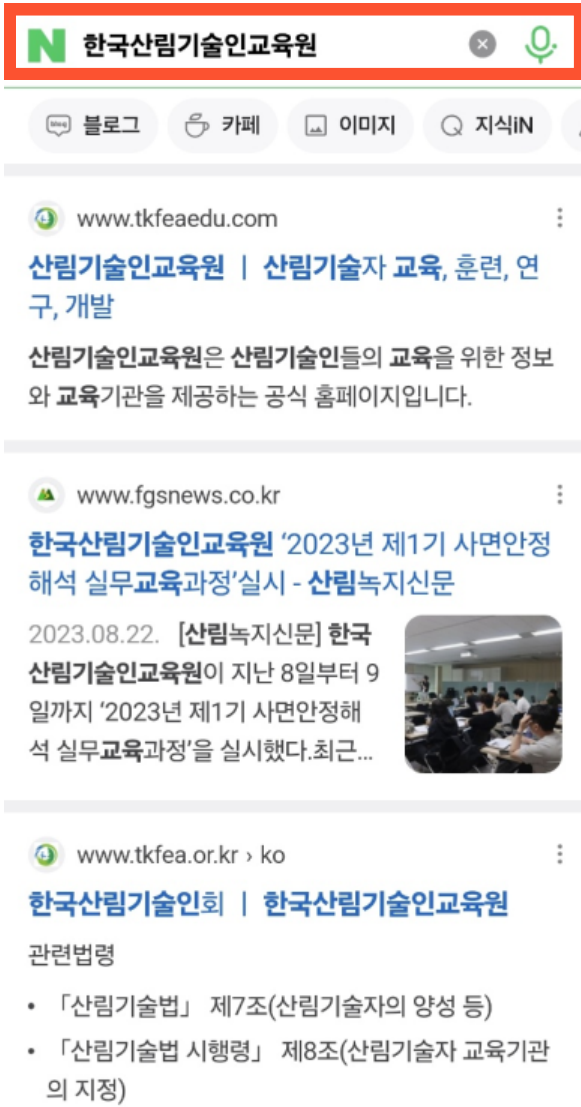 N 한국산림기술인교육원
블로그 카페 이미지 지식iN
www.tkfeaedu.com
산림기술인교육원 | 산림기술자 교육, 훈련, 연
구, 개발
산림기술인교육원은 산림기술인들의 교육을 위한 정보
와 교육기관을 제공하는 공식 홈페이지입니다.
www.fgsnews.co.kr
한국산림기술인교육원 ‘2023년 제1기 사면안정
해석 실무교육과정’실시 - 산림녹지신문
2023.08.22. [산림녹지신문] 한국
산림기술인교육원이 지난 8일부터 9
일까지 ‘2023년 제1기 사면안정해
석 실무교육과정’을 실시했다.최근...
www.tkfea.or.kr › ko
한국산림기술인회 | 한국산림기술인교육원
관련법령
• 「산림기술법」 제7조(산림기술자의 양성 등)
• 「산림기술법 시행령」 제8조(산림기술자 교육기관
의 지정)